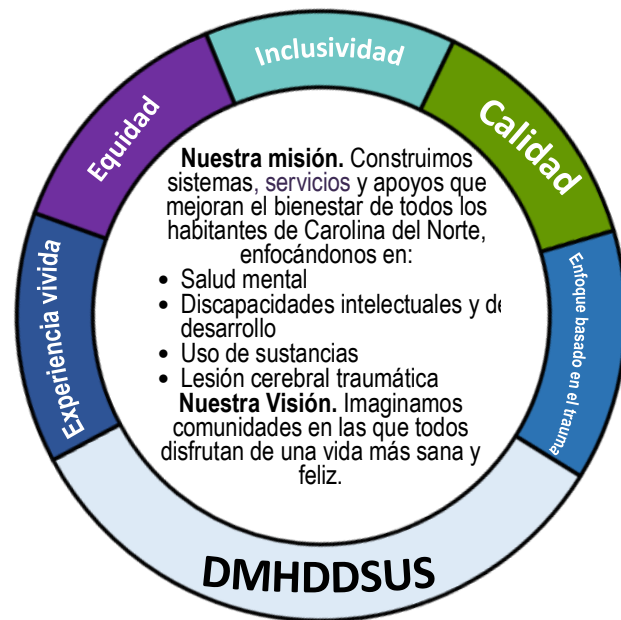 Inclusividad
Equidad
Calidad
Experiencia vivida
Enfoque basado en el trauma
Nuestra misión. Construimos
sistemas, servicios y apoyos que
mejoran el bienestar de todos los
habitantes de Carolina del Norte,
enfocándonos en:
• Salud mental
• Discapacidades intelectuales y de
desarrollo
• Uso de sustancias
• Lesión cerebral traumática
Nuestra Visión. Imaginamos
comunidades en las que todos
disfrutan de una vida más sana y
feliz.
DMHDDSUS